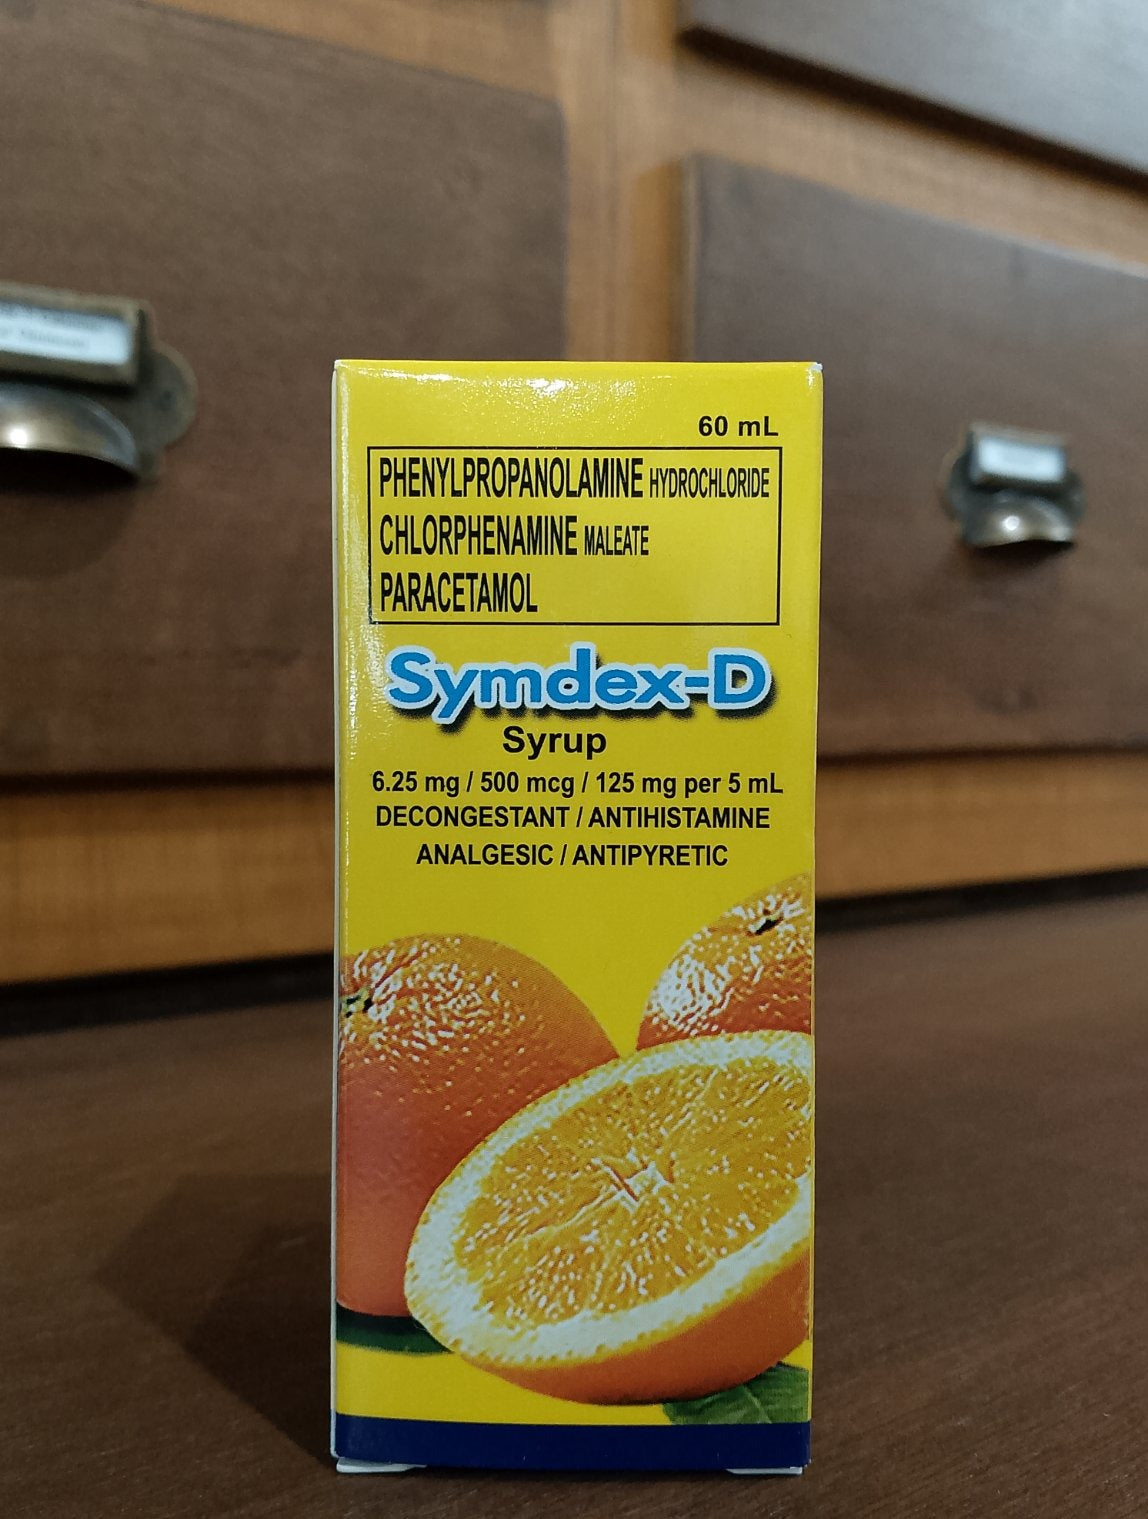 60 mL
PHENYLPROPANOLAMINE HYDROCHLORIDE
CHLORPHENAMINE MALEATE
PARACETAMOL
Symdex-D
Syrup
6.25 mg / 500 mcg / 125 mg per 5 mL
DECONGESTANT / ANTIHISTAMINE
ANALGESIC / ANTIPYRETIC